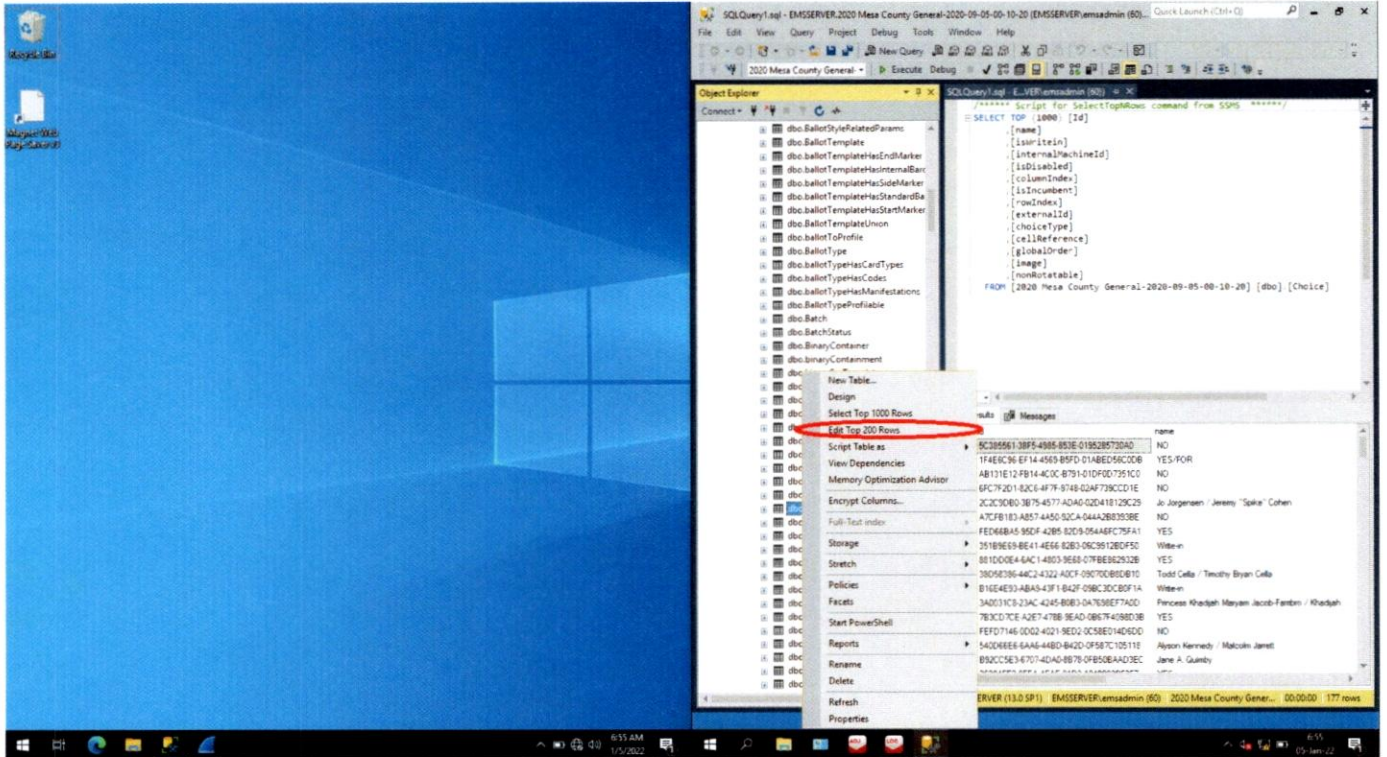 Recycle Bin
Magnet Web
Page Saver v3
SQLQuery1.sql - EMSSERVER.2020 Mesa County General-2020-09-05-00-10-20 (EMSSERVER\emsadmin (60)...
Quick Launch (Ctrl+Q)
File Edit View Query Project Debug Tools Window Help
New Query
2020 Mesa County General- Execute Debug
Object Explorer
Connect
dbo.BallotStyleRelatedParams
dbo.BallotTemplate
dbo.ballotTemplateHasEndMarker
dbo.ballotTemplateHasInternalBarc
dbo.ballotTemplateHasSideMarker
dbo.ballotTemplateHasStandardBa
dbo.ballotTemplateHasStartMarker
dbo.BallotTemplateUnion
dbo.ballotToProfile
dbo.BallotType
dbo.ballotTypeHasCardTypes
dbo.ballotTypeHasCodes
dbo.ballotTypeHasManifestations
dbo.BallotTypeProfilable
dbo.Batch
dbo.BatchStatus
dbo.BinaryContainer
dbo.binaryContainment
SQLQuery1.sql - E...VER\emsadmin (60))
/****** Script for SelectTopNRows command from SSMS ******/
SELECT TOP (1000) [Id]
,[name]
,[isWritein]
,[internalMachineId]
,[isDisabled]
,[columnIndex]
,[isIncumbent]
,[rowIndex]
,[externalId]
,[choiceType]
,[cellReference]
,[globalOrder]
,[image]
,[nonRotatable]
FROM [2020 Mesa County General-2020-09-05-00-10-20].[dbo].[Choice]
New Table...
Design
Select Top 1000 Rows
Edit Top 200 Rows
Script Table as
View Dependencies
Memory Optimization Advisor
Encrypt Columns...
Full-Text index
Storage
Stretch
Policies
Facets
Start PowerShell
Reports
Rename
Delete
Refresh
Properties
Messages
name
NO
YES/FOR
NO
NO
Jo Jorgensen / Jeremy "Spike" Cohen
NO
YES
Write-in
YES
Todd Cella / Timothy Bryan Cella
Write-in
Princess Khadijah Maryam Jacob-Fambro / Khadijah
YES
NO
Alyson Kennedy / Malcolm Jarrett
Jane A. Quimby
ERVER (13.0 SP1) EMSSERVER\emsadmin (60) 2020 Mesa County Gener... 00:00:00 177 rows
6:55 AM
1/5/2022
6:55
05-Jan-22